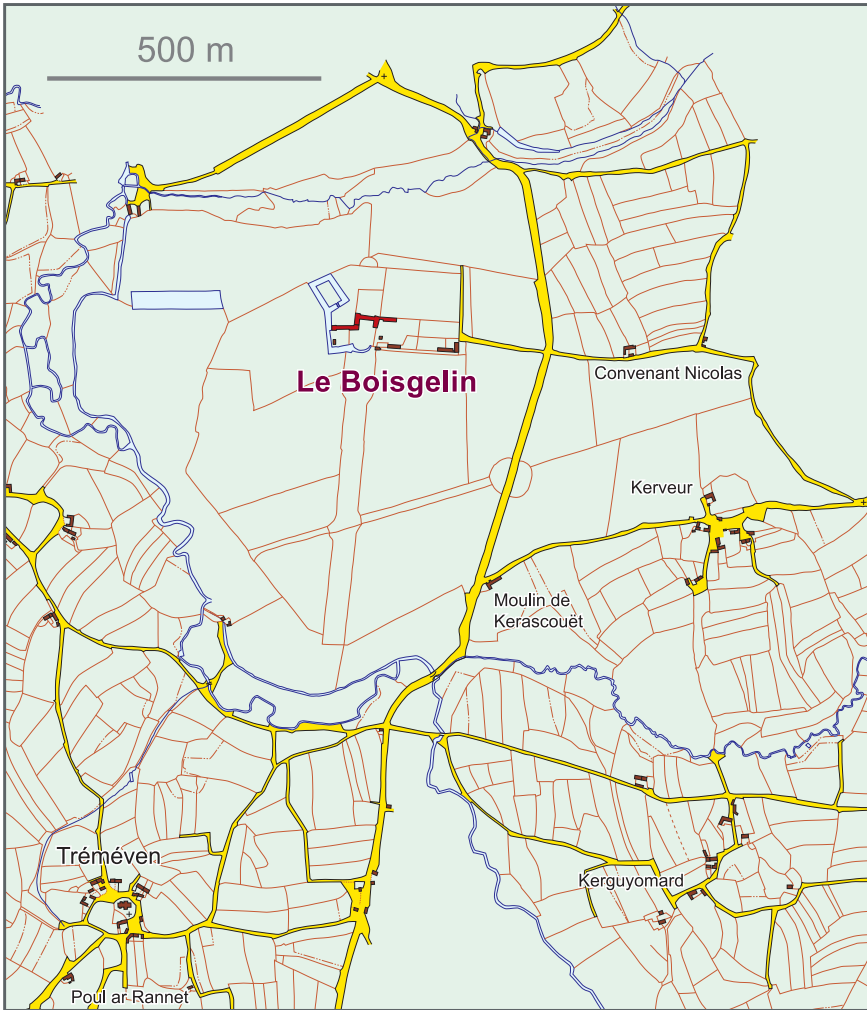 500 m
Le Boisgelin
Convenant Nicolas
Kerveur
Moulin de
Kerascouët
Tréméven
Kerguyomard
Poul ar Rannet